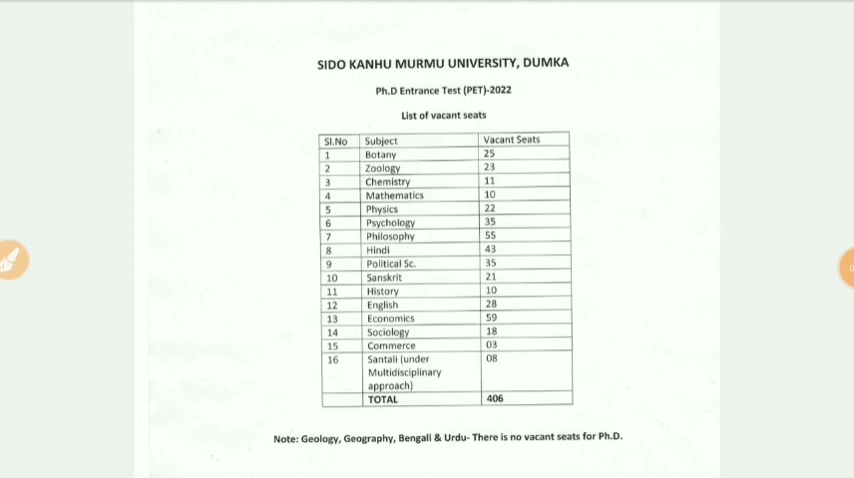 SIDO KANHU MURMU UNIVERSITY, DUMKA
Ph.D Entrance Test (PET)-2022
List of vacant seats
Sl.No Subject Vacant Seats
1 Botany 25
2 Zoology 23
3 Chemistry 11
4 Mathematics 10
5 Physics 22
6 Psychology 35
7 Philosophy 55
8 Hindi 43
9 Political Sc. 35
10 Sanskrit 21
11 History 10
12 English 28
13 Economics 59
14 Sociology 18
15 Commerce 03
16 Santali (under 08
Multidisciplinary
approach)
TOTAL 406
Note: Geology, Geography, Bengali & Urdu- There is no vacant seats for Ph.D.